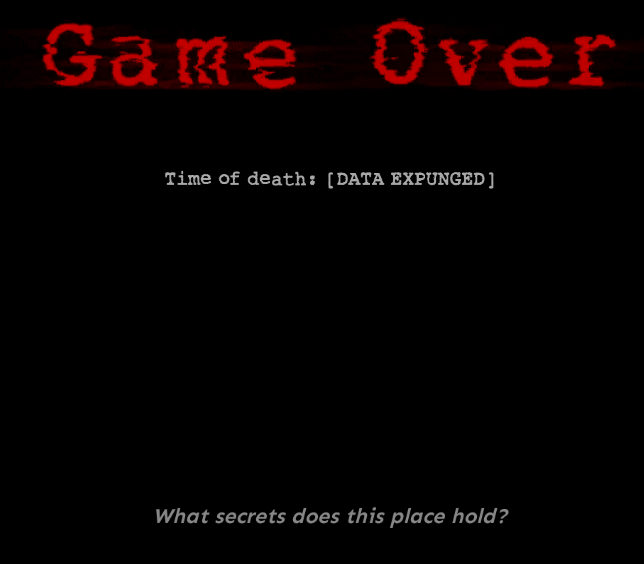 Game Over
Time of death: [DATA EXPUNGED]
What secrets does this place hold?